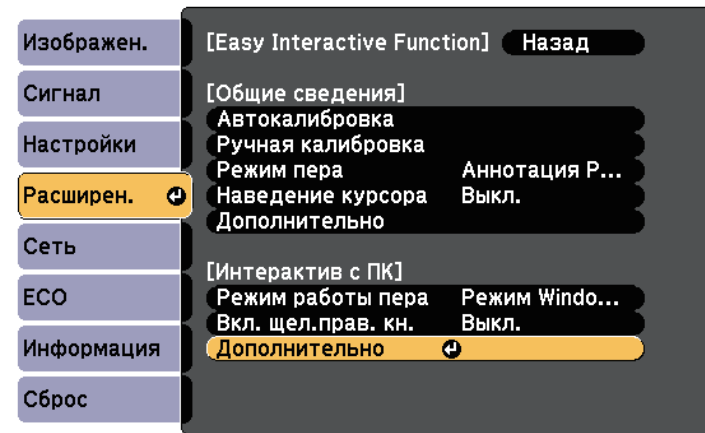 Изображен.
Сигнал
Настройки
Расширен.
Сеть
ECO
Информация
Сброс
[Easy Interactive Function] Назад
[Общие сведения]
Автокалибровка
Ручная калибровка
Режим пера Аннотация P...
Наведение курсора Выкл.
Дополнительно
[Интерактив с ПК]
Режим работы пера Режим Windo...
Вкл. щел.прав. кн. Выкл.
Дополнительно